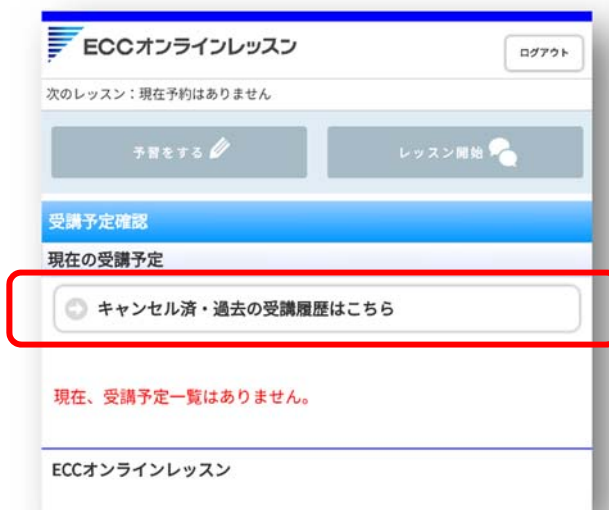 ECCオンラインレッスン
ログアウト
次のレッスン：現在予約はありません
予習をする
レッスン開始
受講予定確認
現在の受講予定
キャンセル済・過去の受講履歴はこちら
現在、受講予定一覧はありません。
ECCオンラインレッスン